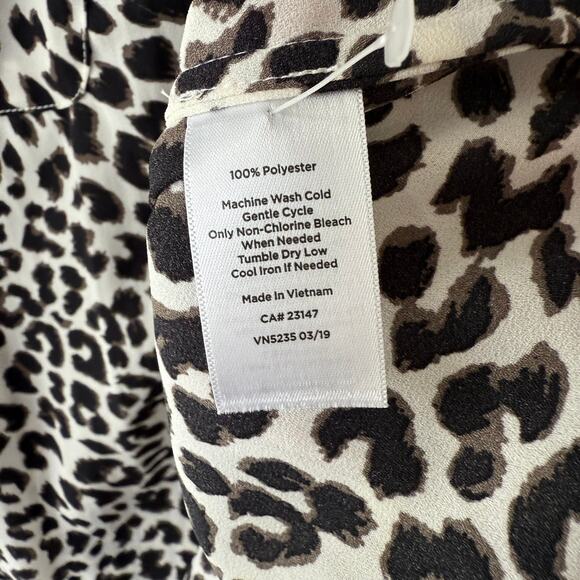 100% Polyester
Machine Wash Cold
Gentle Cycle
Only Non-Chlorine Bleach
When Needed
Tumble Dry Low
Cool Iron If Needed
Made in Vietnam
CA# 23147
VN5235 03/19